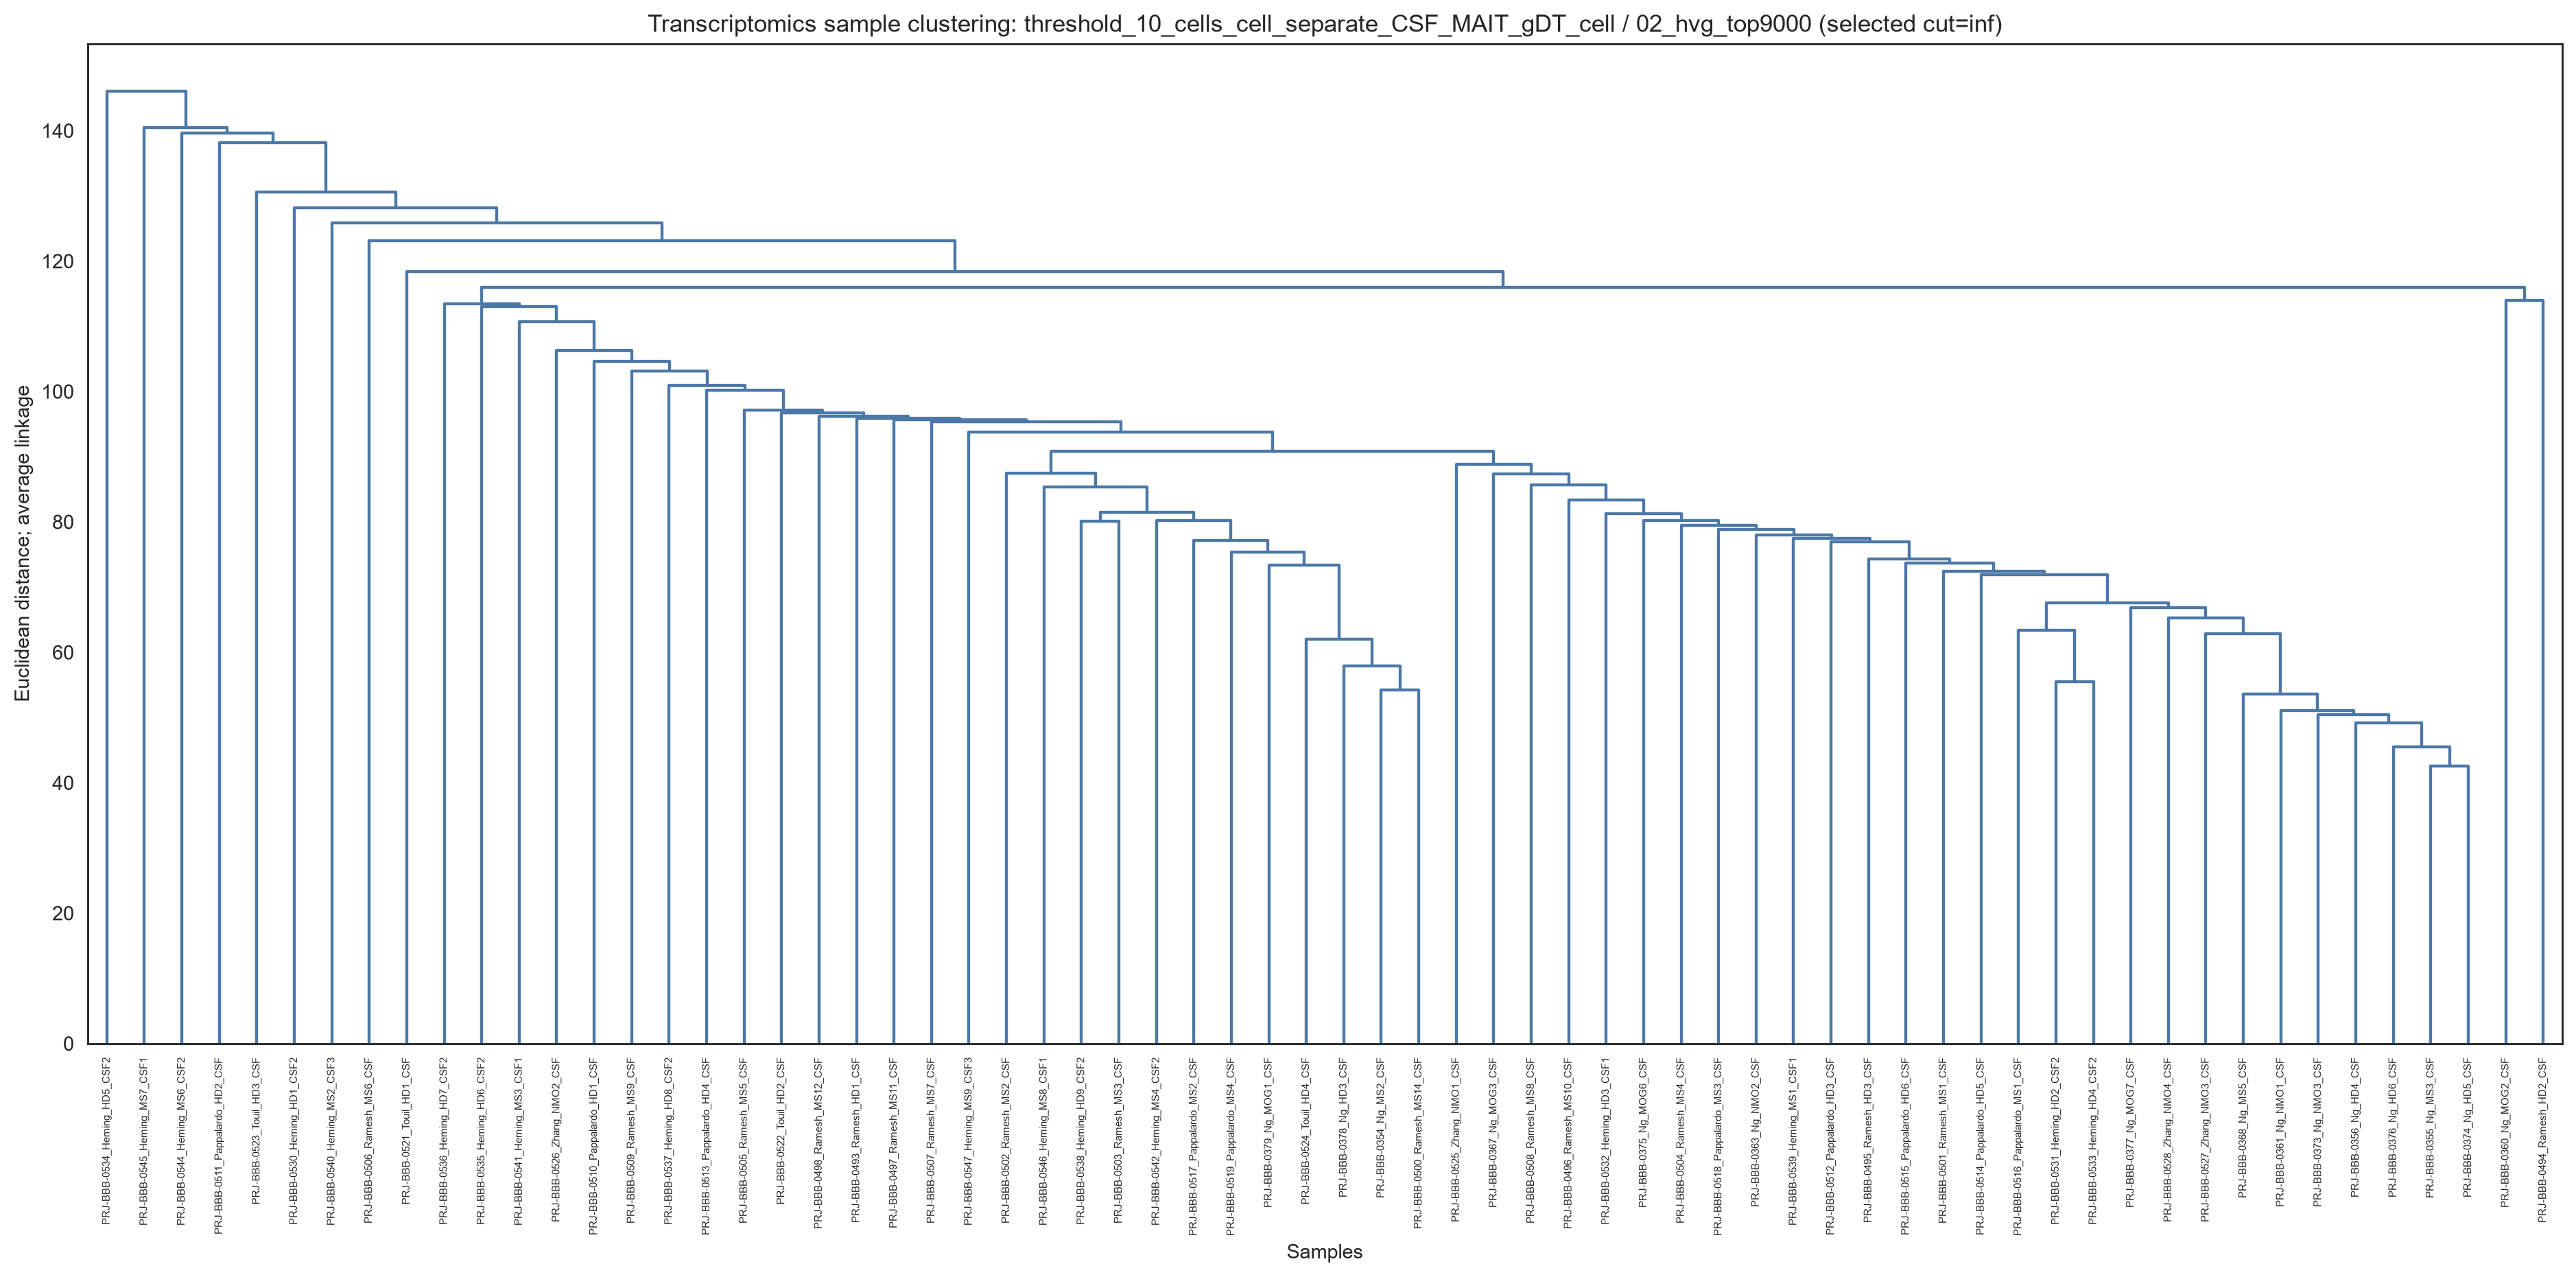 Transcriptomics sample clustering: threshold_10_cells_cell_separate_CSF_MAIT_gDT_cell / 02_hvg_top9000 (selected cut=inf)
Euclidean distance; average linkage
140
120
100
80
60
40
20
0
PRJ-BBB-0534_Heming_HD5_CSF2
PRJ-BBB-0545_Heming_MS7_CSF1
PRJ-BBB-0544_Heming_MS6_CSF2
PRJ-BBB-0511_Pappalardo_HD2_CSF
PRJ-BBB-0523_Touil_HD3_CSF
PRJ-BBB-0530_Heming_HD1_CSF2
PRJ-BBB-0540_Heming_MS2_CSF3
PRJ-BBB-0506_Ramesh_MS6_CSF
PRJ-BBB-0521_Touil_HD1_CSF
PRJ-BBB-0536_Heming_HD7_CSF2
PRJ-BBB-0535_Heming_HD6_CSF2
PRJ-BBB-0541_Heming_MS3_CSF1
PRJ-BBB-0526_Zhang_NMO2_CSF
PRJ-BBB-0510_Pappalardo_HD1_CSF
PRJ-BBB-0509_Ramesh_MS9_CSF
PRJ-BBB-0537_Heming_HD8_CSF2
PRJ-BBB-0513_Pappalardo_HD4_CSF
PRJ-BBB-0505_Ramesh_MS5_CSF
PRJ-BBB-0522_Touil_HD2_CSF
PRJ-BBB-0498_Ramesh_MS12_CSF
PRJ-BBB-0493_Ramesh_HD1_CSF
PRJ-BBB-0497_Ramesh_MS11_CSF
PRJ-BBB-0507_Ramesh_MS7_CSF
PRJ-BBB-0547_Heming_MS9_CSF3
PRJ-BBB-0502_Ramesh_MS2_CSF
PRJ-BBB-0546_Heming_MS8_CSF1
PRJ-BBB-0538_Heming_HD9_CSF2
PRJ-BBB-0503_Ramesh_MS3_CSF
PRJ-BBB-0542_Heming_MS4_CSF2
PRJ-BBB-0517_Pappalardo_MS2_CSF
PRJ-BBB-0519_Pappalardo_MS4_CSF
PRJ-BBB-0379_Ng_MOG1_CSF
PRJ-BBB-0524_Touil_HD4_CSF
PRJ-BBB-0378_Ng_HD3_CSF
PRJ-BBB-0354_Ng_MS2_CSF
PRJ-BBB-0500_Ramesh_MS14_CSF
PRJ-BBB-0525_Zhang_NMO1_CSF
PRJ-BBB-0367_Ng_MOG3_CSF
PRJ-BBB-0508_Ramesh_MS8_CSF
PRJ-BBB-0496_Ramesh_MS10_CSF
PRJ-BBB-0532_Heming_HD3_CSF1
PRJ-BBB-0375_Ng_MOG6_CSF
PRJ-BBB-0504_Ramesh_MS4_CSF
PRJ-BBB-0518_Pappalardo_MS3_CSF
PRJ-BBB-0363_Ng_NMO2_CSF
PRJ-BBB-0539_Heming_MS1_CSF1
PRJ-BBB-0512_Pappalardo_HD3_CSF
PRJ-BBB-0495_Ramesh_HD3_CSF
PRJ-BBB-0515_Pappalardo_HD6_CSF
PRJ-BBB-0501_Ramesh_MS1_CSF
PRJ-BBB-0514_Pappalardo_HD5_CSF
PRJ-BBB-0516_Pappalardo_MS1_CSF
PRJ-BBB-0531_Heming_HD2_CSF2
PRJ-BBB-0533_Heming_HD4_CSF2
PRJ-BBB-0377_Ng_MOG7_CSF
PRJ-BBB-0528_Zhang_NMO4_CSF
PRJ-BBB-0527_Zhang_NMO3_CSF
PRJ-BBB-0368_Ng_MS5_CSF
PRJ-BBB-0361_Ng_NMO1_CSF
PRJ-BBB-0373_Ng_NMO3_CSF
PRJ-BBB-0356_Ng_HD4_CSF
PRJ-BBB-0376_Ng_HD6_CSF
PRJ-BBB-0355_Ng_MS3_CSF
PRJ-BBB-0374_Ng_HD5_CSF
PRJ-BBB-0360_Ng_MOG2_CSF
PRJ-BBB-0494_Ramesh_HD2_CSF
Samples